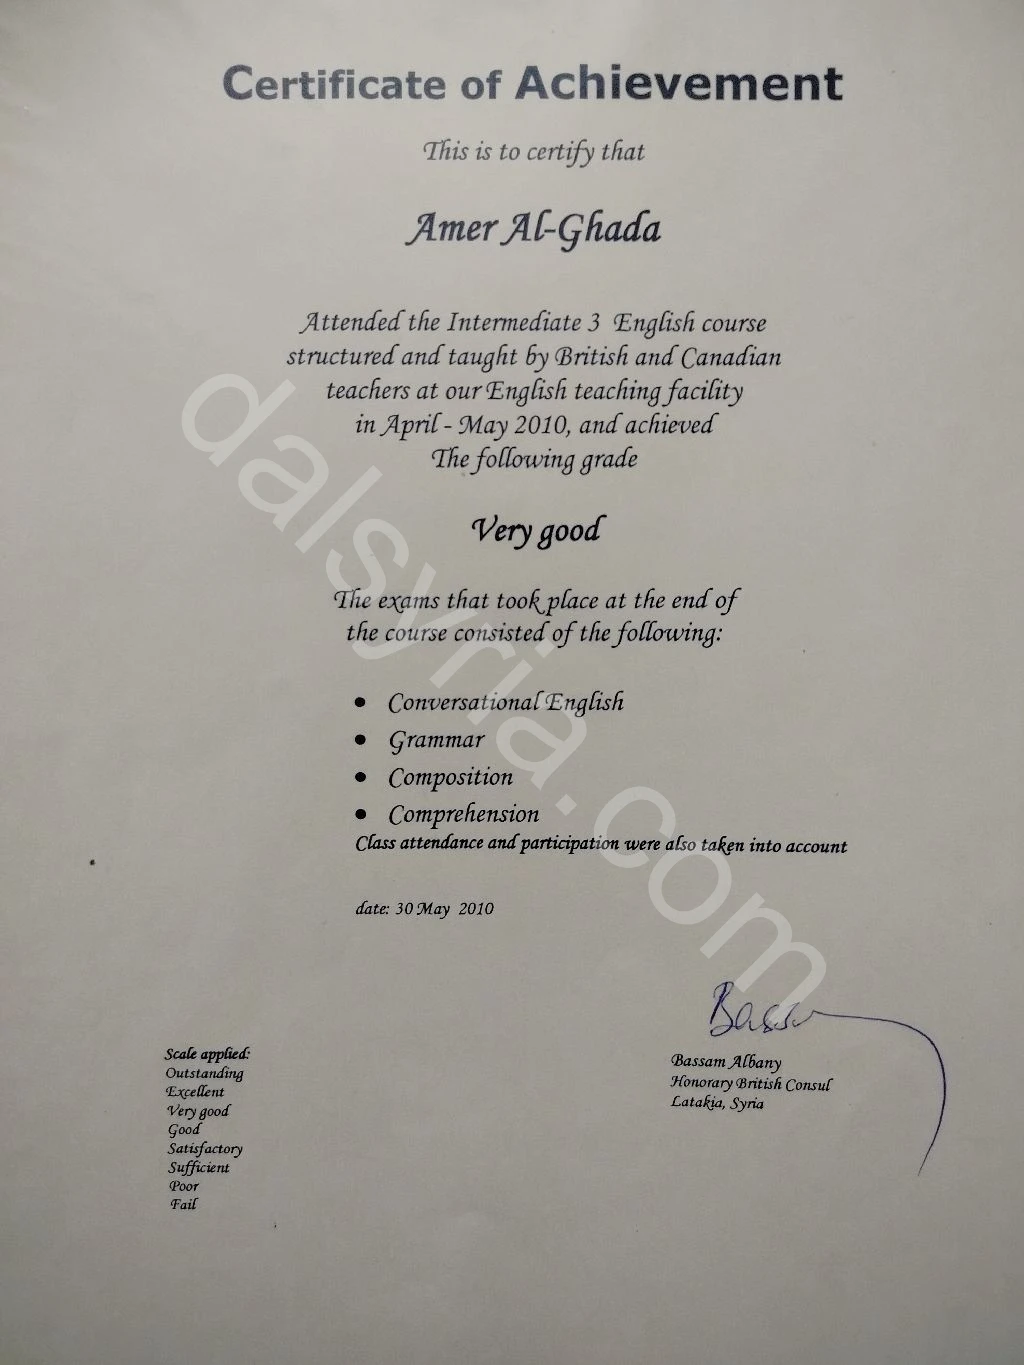 Certificate of Achievement
This is to certify that
Amer Al-Ghada
Attended the Intermediate 3 English course
structured and taught by British and Canadian
teachers at our English teaching facility
in April - May 2010, and achieved
The following grade
Very good
The exams that took place at the end of
the course consisted of the following:
• Conversational English
• Grammar
• Composition
• Comprehension
Class attendance and participation were also taken into account
date: 30 May 2010
Bassam
Bassam Albany
Honorary British Consul
Latakia, Syria
Scale applied:
Outstanding
Excellent
Very good
Good
Satisfactory
Sufficient
Poor
Fail
dalsyria.com